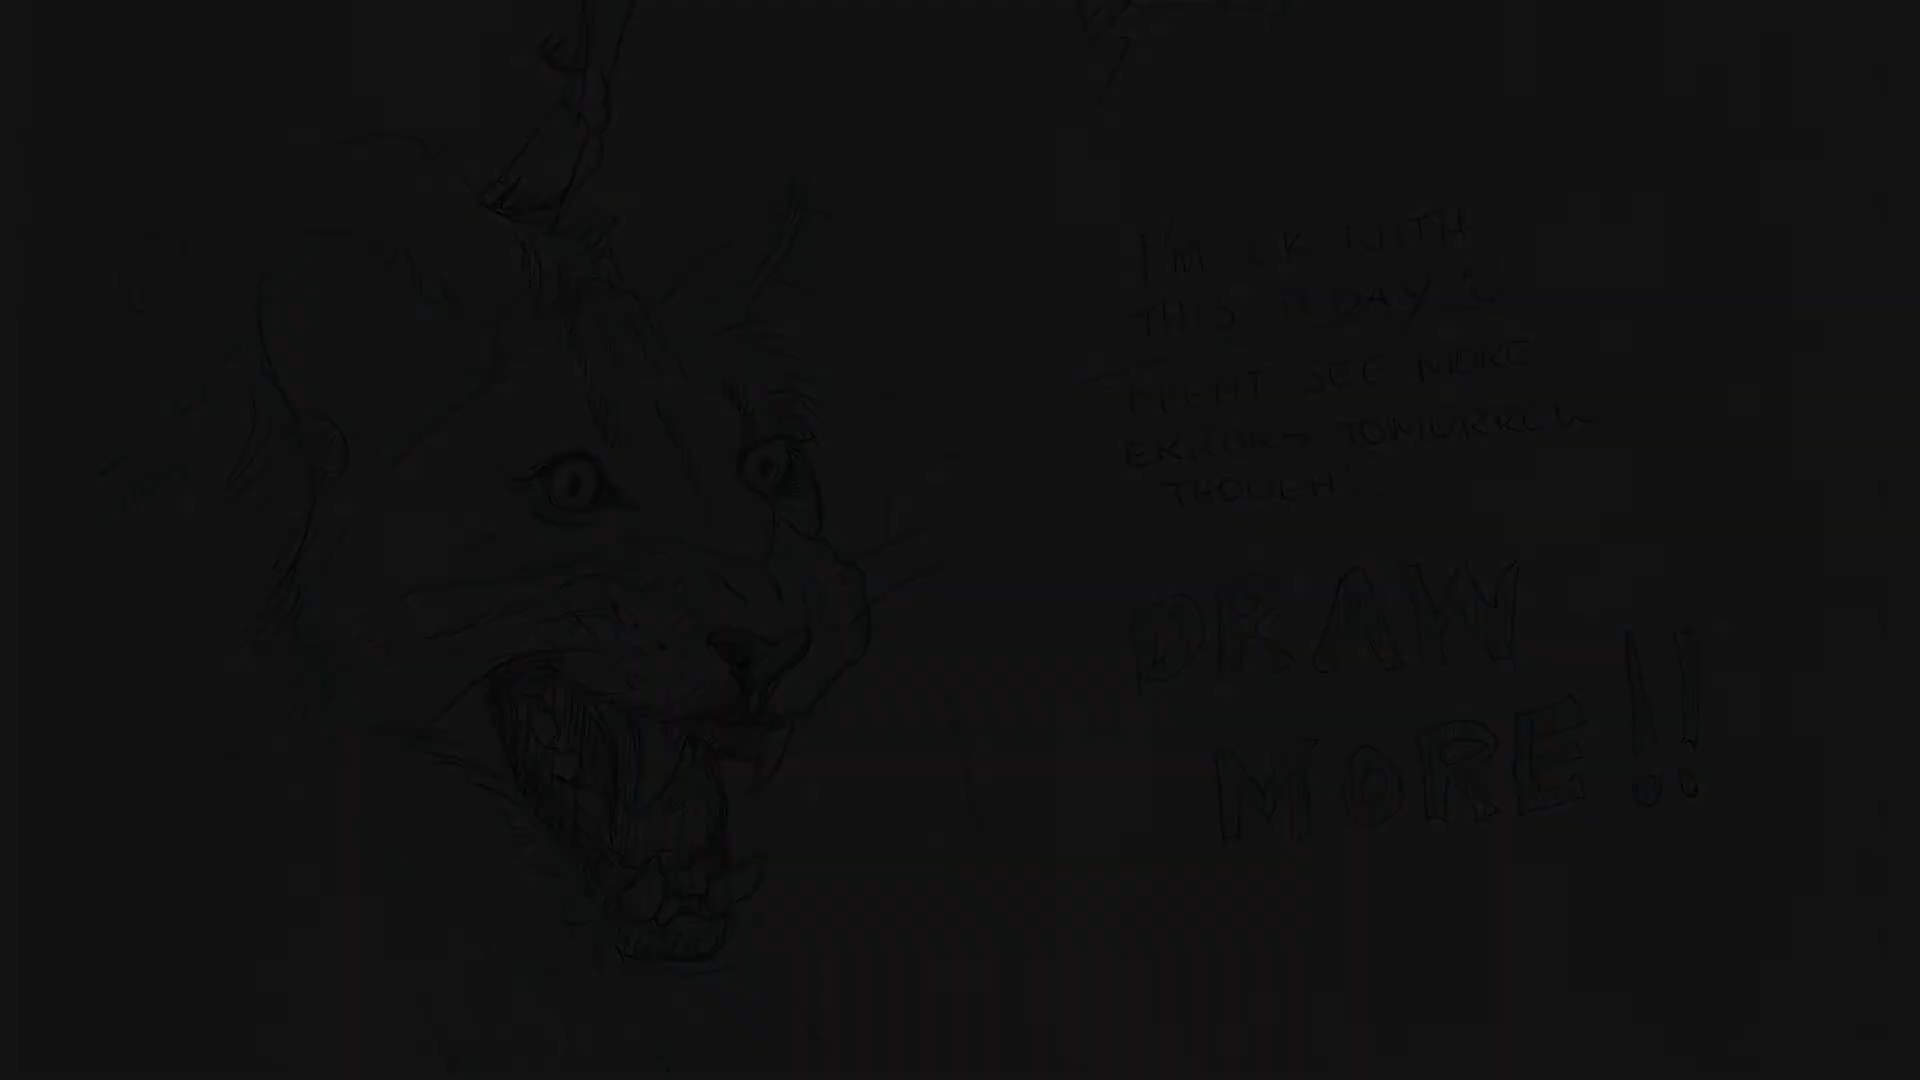 I'M OK WITH
THIS TODAY I
MIGHT SEE MORE
ERRORS TOMORROW
THOUGH
DRAW
MORE!!